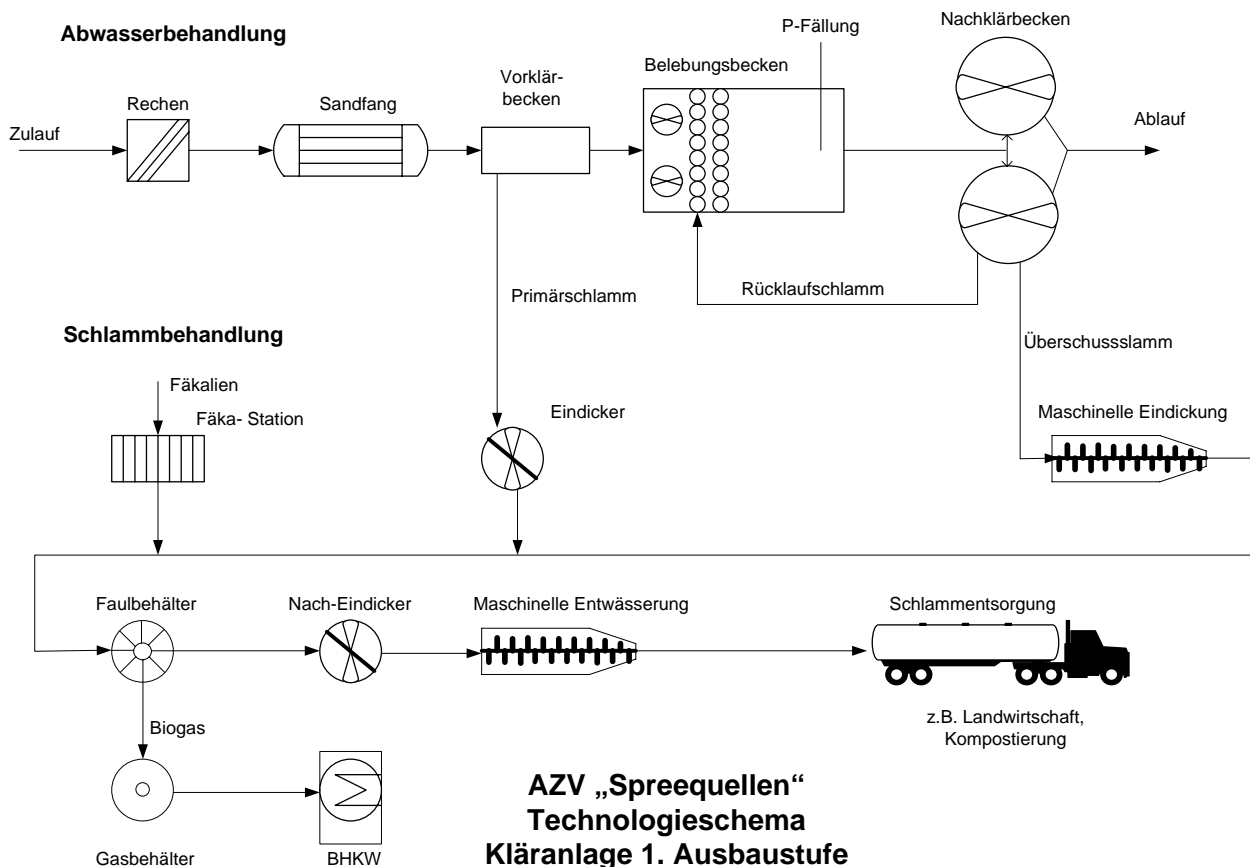 Abwasserbehandlung
P-Fällung
Nachklärbecken
Belebungsbecken
Vorklär-
becken
Rechen
Sandfang
Zulauf
Ablauf
Rücklaufschlamm
Primärschlamm
Schlammbehandlung
Überschussslamm
Fäkalien
Fäka- Station
Eindicker
Maschinelle Eindickung
Faulbehälter
Nach-Eindicker
Maschinelle Entwässerung
Schlammentsorgung
z.B. Landwirtschaft,
Kompostierung
Biogas
Gasbehälter
BHKW
AZV „Spreequellen“
Technologieschema
Kläranlage 1. Ausbaustufe